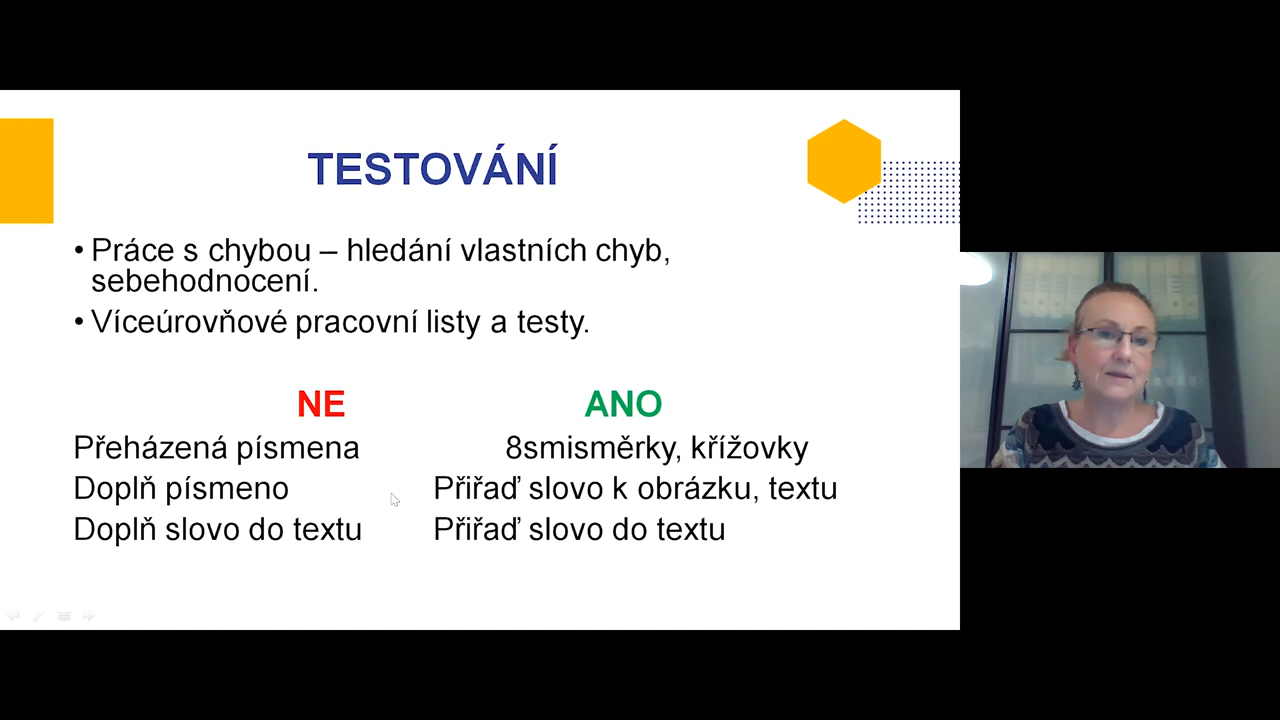 TESTOVÁNÍ
• Práce s chybou – hledání vlastních chyb,
sebehodnocení.
• Víceúrovňové pracovní listy a testy.
NE ANO
Přeházená písmena 8smisměrky, křížovky
Doplň písmeno Přiřaď slovo k obrázku, textu
Doplň slovo do textu Přiřaď slovo do textu